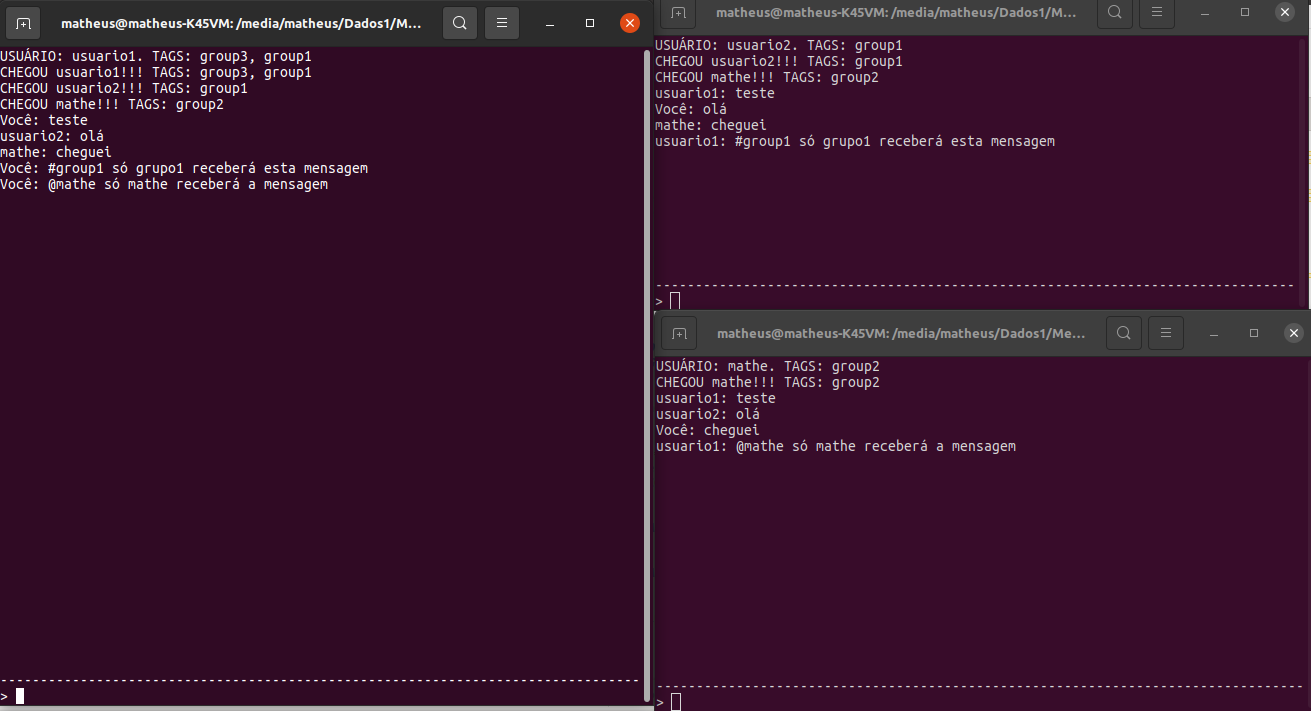 matheus@matheus-K45VM: /media/matheus/Dados1/M...
USUÁRIO: usuario1. TAGS: group3, group1
CHEGOU usuario1!!! TAGS: group3, group1
CHEGOU usuario2!!! TAGS: group1
CHEGOU mathe!!! TAGS: group2
Você: teste
usuario2: olá
mathe: cheguei
Você: #group1 só grupo1 receberá esta mensagem
Você: @mathe só mathe receberá a mensagem
--------------------------------------------------------------------------------
>
matheus@matheus-K45VM: /media/matheus/Dados1/M...
USUÁRIO: usuario2. TAGS: group1
CHEGOU usuario2!!! TAGS: group1
CHEGOU mathe!!! TAGS: group2
usuario1: teste
Você: olá
mathe: cheguei
usuario1: #group1 só grupo1 receberá esta mensagem
--------------------------------------------------------------------------------
>
matheus@matheus-K45VM: /media/matheus/Dados1/Me...
USUÁRIO: mathe. TAGS: group2
CHEGOU mathe!!! TAGS: group2
usuario1: teste
usuario2: olá
Você: cheguei
usuario1: @mathe só mathe receberá a mensagem
---------------------------------------------------------------------------------
>